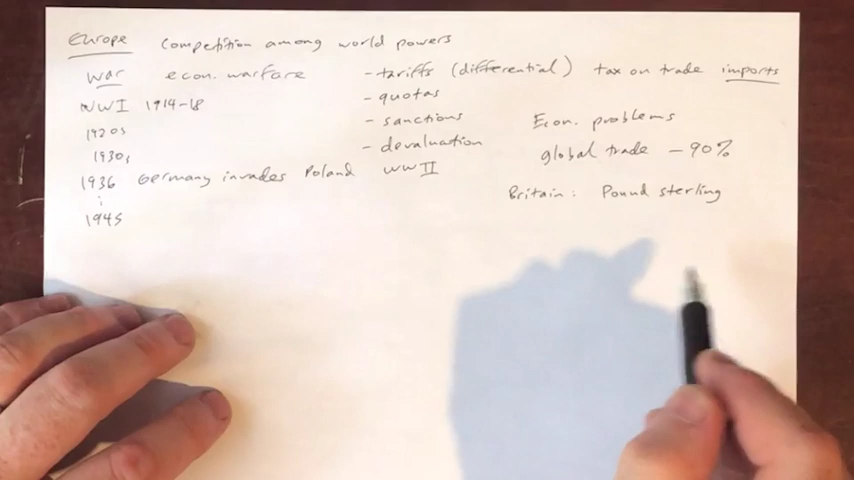 Europe competition among world powers
war econ. warfare - tariffs (differential) tax on trade imports
WWI 1914-18 - quotas
1920s - sanctions Econ. problems
1930s - devaluation global trade -90%
1936 Germany invades Poland WWII
Britain: Pound sterling
:
1945